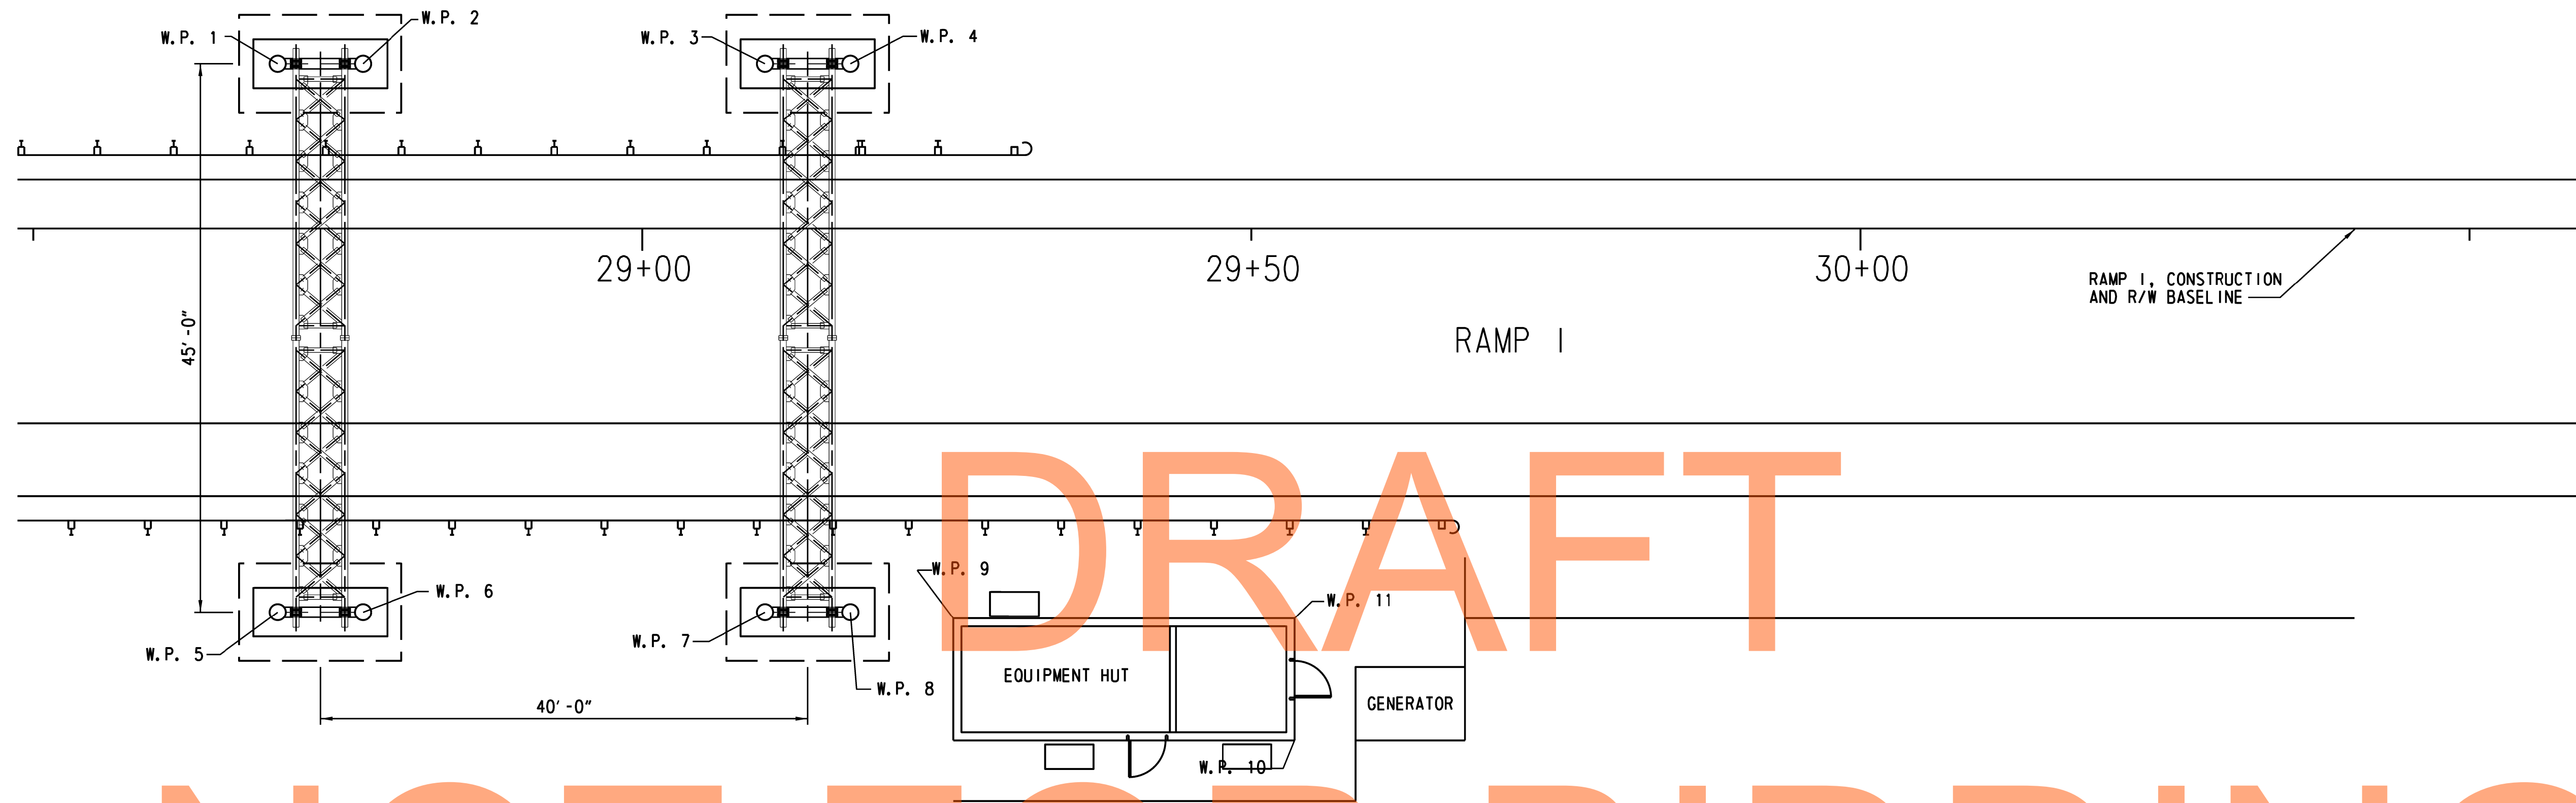 W.P. 1
W.P. 2
W.P. 3
W.P. 4
29+00
29+50
30+00
RAMP I, CONSTRUCTION
AND R/W BASELINE
45'-0"
RAMP I
DRAFT
W.P. 9
W.P. 6
W.P. 11
W.P. 7
W.P. 5
EQUIPMENT HUT
W.P. 8
GENERATOR
40'-0"
W.P. 10